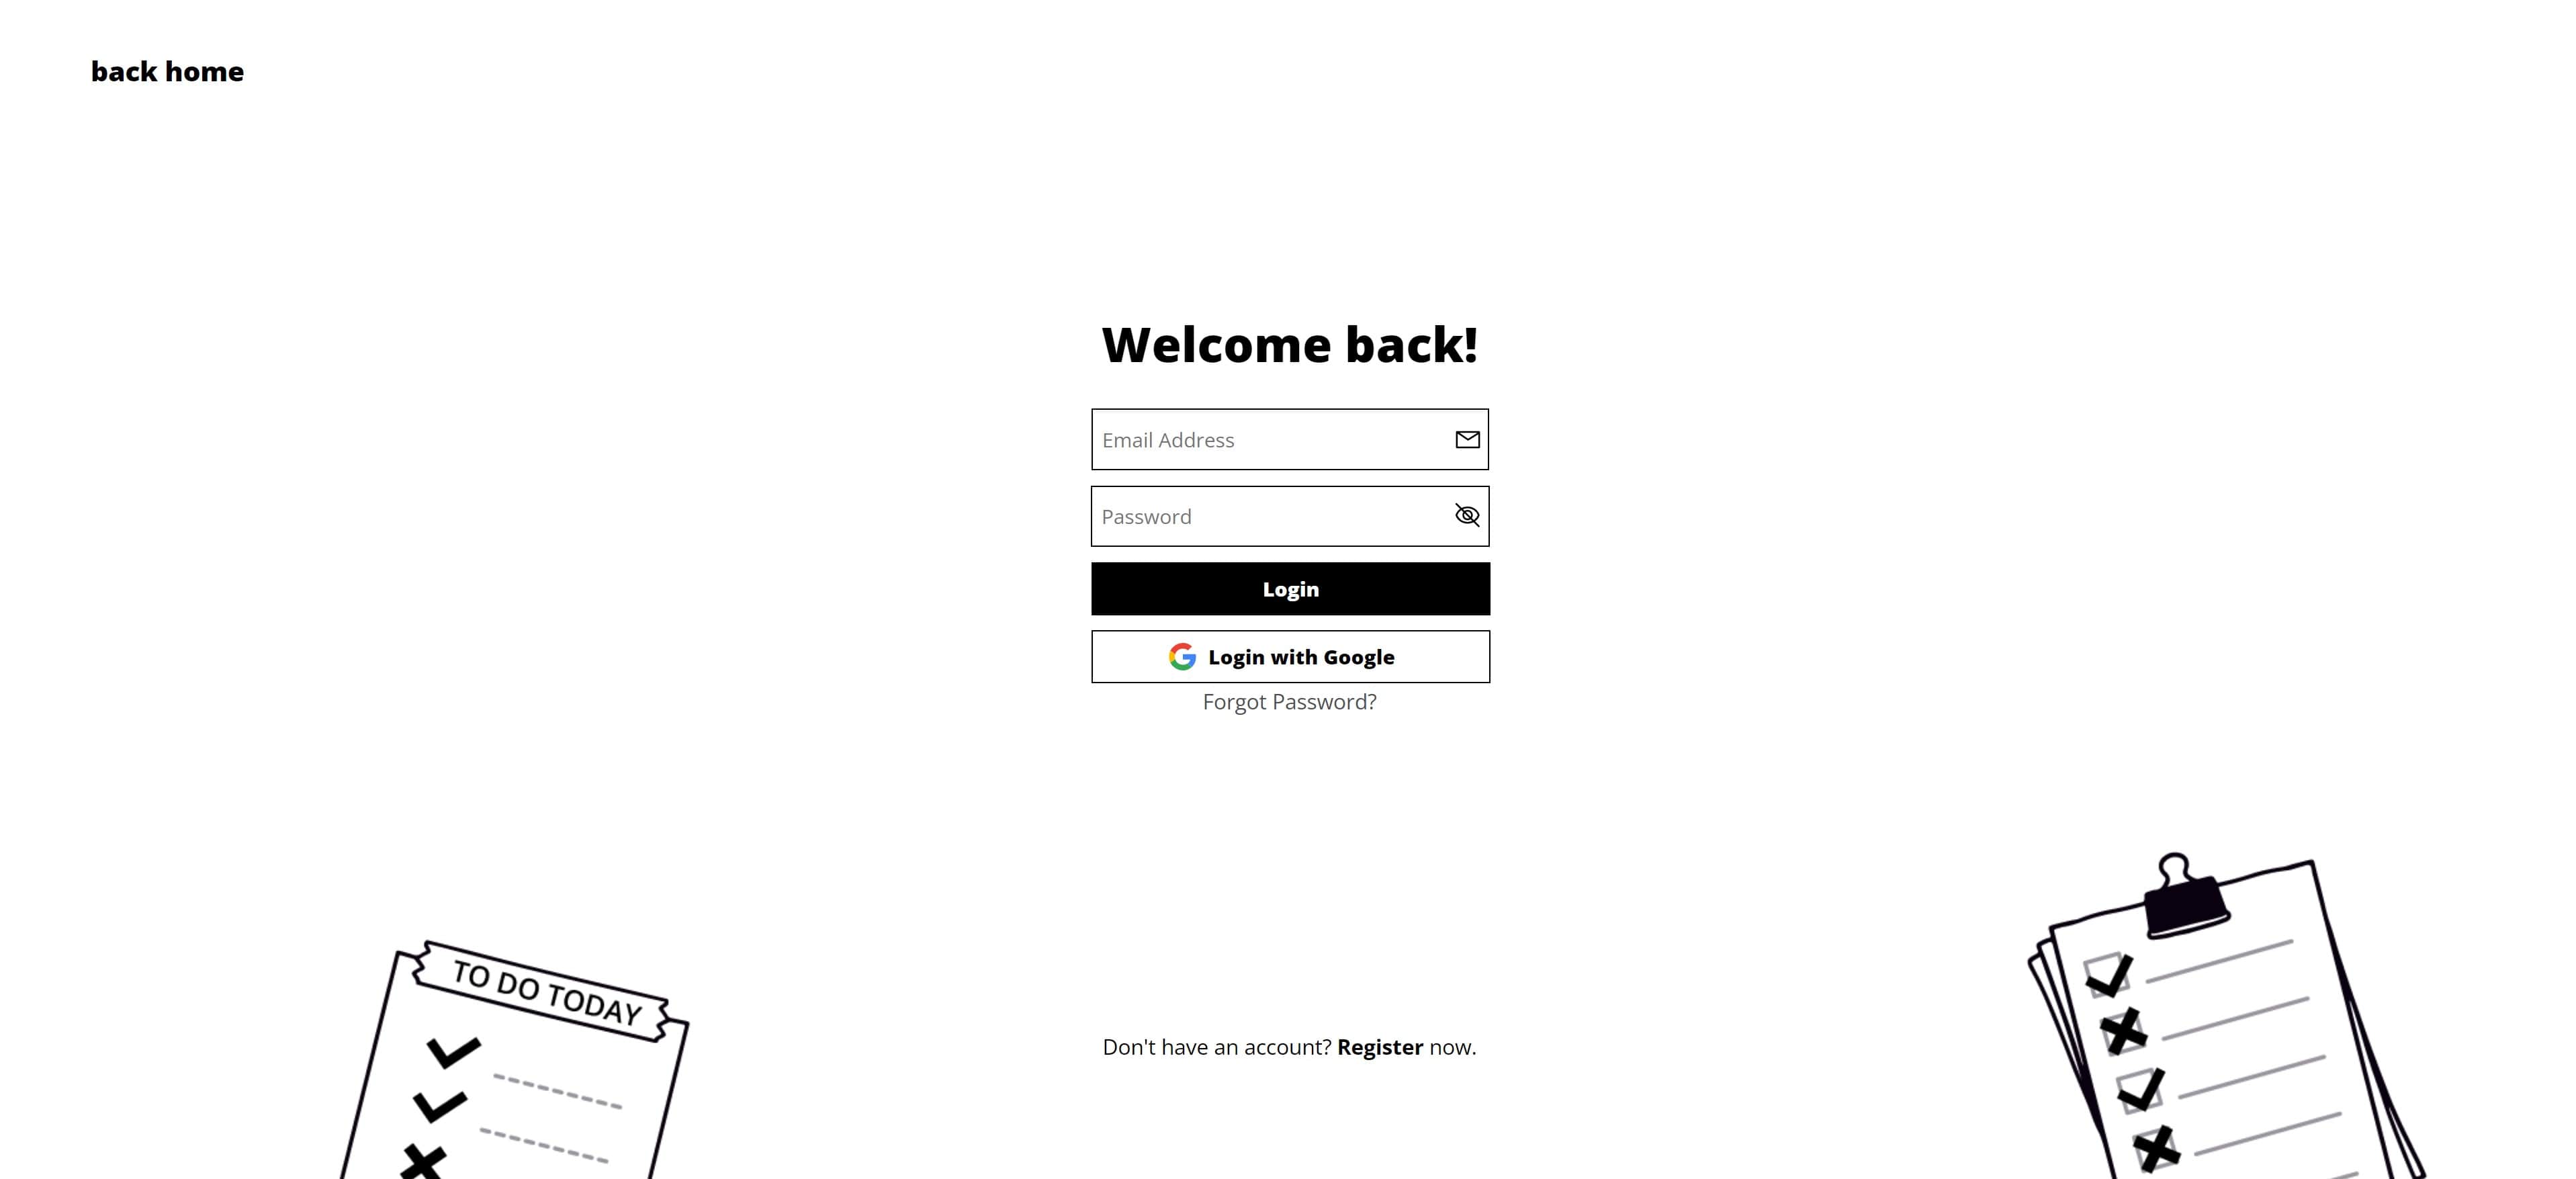 back home
Welcome back!
Email Address
Password
Login
Login with Google
Forgot Password?
TO DO TODAY
Don't have an account? Register now.